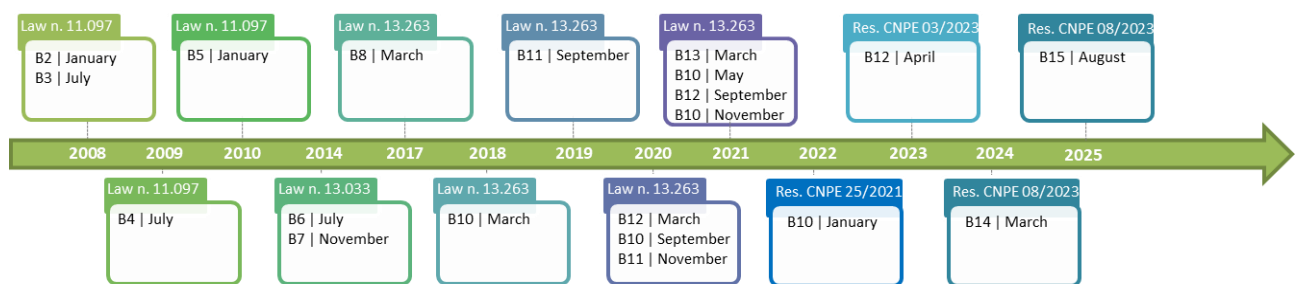 Law n. 11.097
B2 | January
B3 | July
Law n. 11.097
B5 | January
Law n. 13.263
B8 | March
Law n. 13.263
B11 | September
Law n. 13.263
B13 | March
B10 | May
B12 | September
B10 | November
Res. CNPE 03/2023
B12 | April
Res. CNPE 08/2023
B15 | August
2008 2009 2010 2014 2017 2018 2019 2020 2021 2022 2023 2024 2025
Law n. 11.097
B4 | July
Law n. 13.033
B6 | July
B7 | November
Law n. 13.263
B10 | March
Law n. 13.263
B12 | March
B10 | September
B11 | November
Res. CNPE 25/2021
B10 | January
Res. CNPE 08/2023
B14 | March